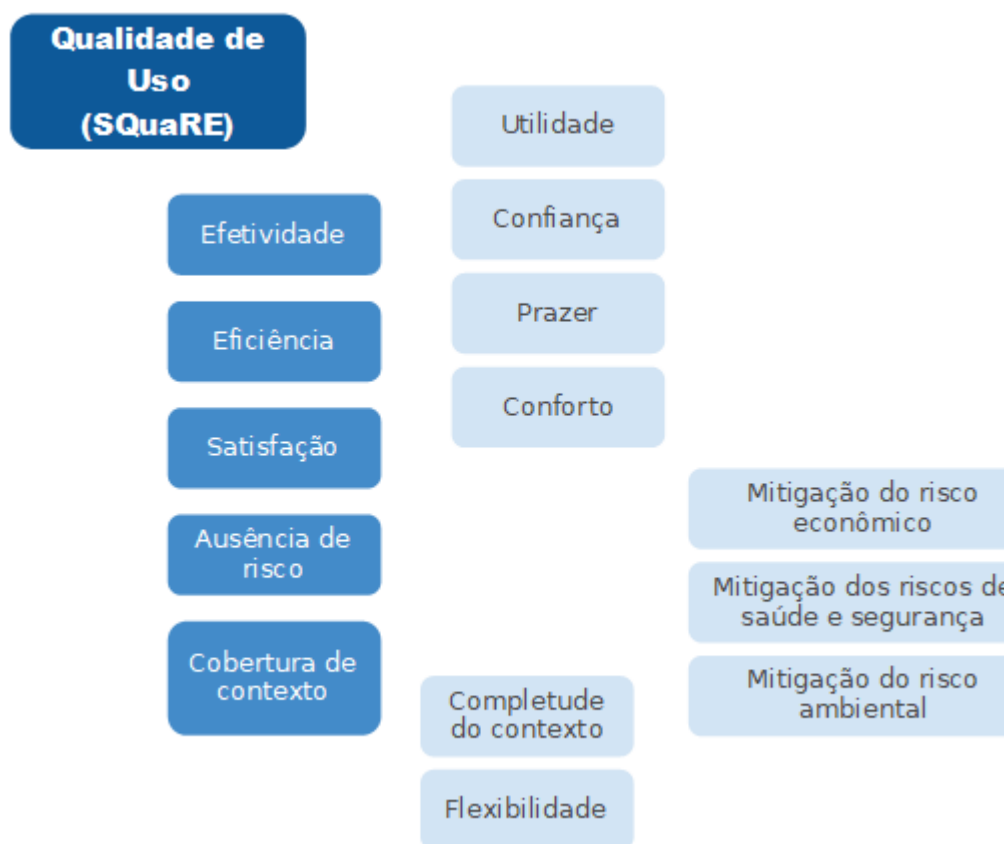 Qualidade de
Uso
(SQuaRE)
Efetividade
Eficiência
Satisfação
Ausência de
risco
Cobertura de
contexto
Utilidade
Confiança
Prazer
Conforto
Mitigação do risco
econômico
Mitigação dos riscos de
saúde e segurança
Mitigação do risco
ambiental
Completude
do contexto
Flexibilidade